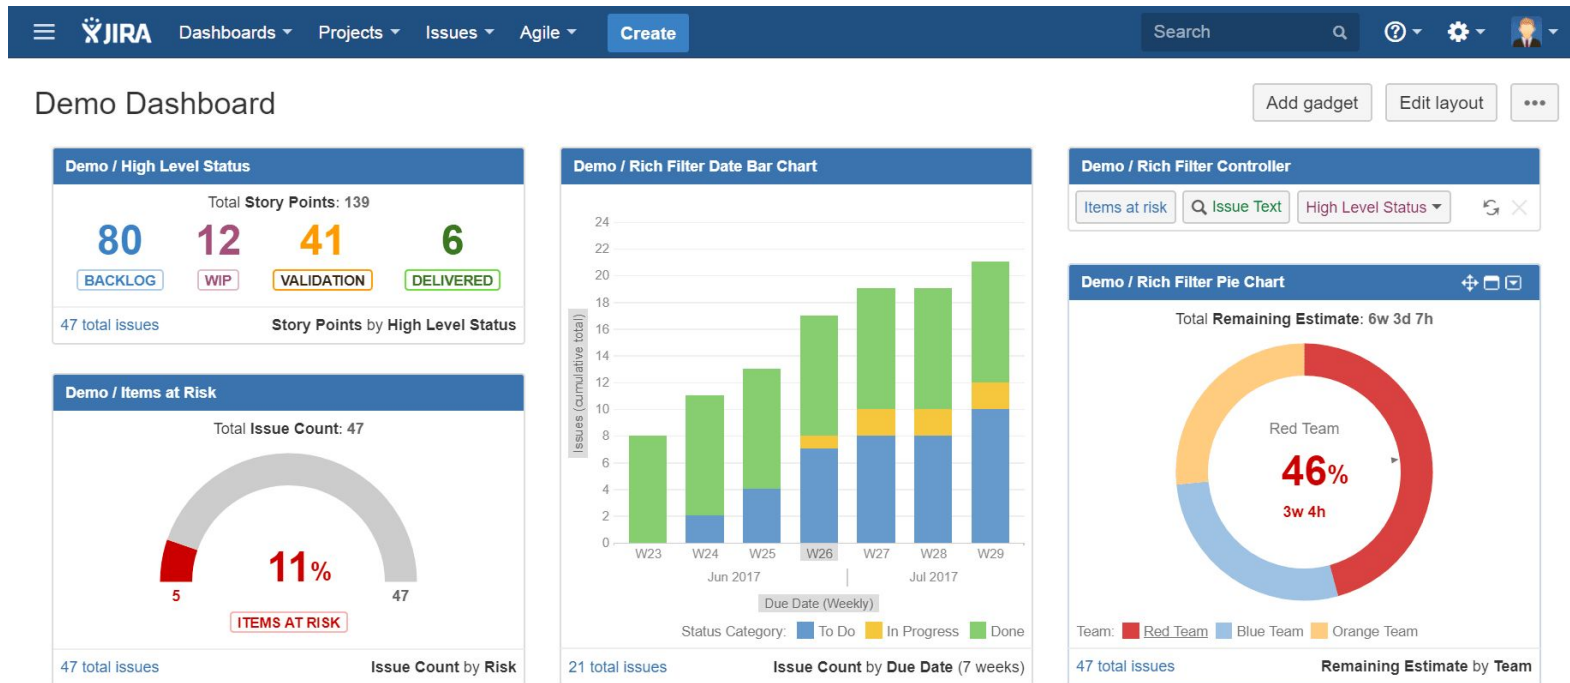 JIRA Dashboards Projects Issues Agile Create Search
Demo Dashboard
Add gadget Edit layout
Demo / High Level Status
Total Story Points: 139
80 12 41 6
BACKLOG WIP VALIDATION DELIVERED
47 total issues Story Points by High Level Status
Demo / Items at Risk
Total Issue Count: 47
11%
5 47
ITEMS AT RISK
47 total issues Issue Count by Risk
Demo / Rich Filter Date Bar Chart
Issues (cumulative total)
24
22
20
18
16
14
12
10
8
6
4
2
0
W23 W24 W25 W26 W27 W28 W29
Jun 2017 Jul 2017
Due Date (Weekly)
Status Category: To Do In Progress Done
21 total issues Issue Count by Due Date (7 weeks)
Demo / Rich Filter Controller
Items at risk Issue Text High Level Status
Demo / Rich Filter Pie Chart
Total Remaining Estimate: 6w 3d 7h
Red Team
46%
3w 4h
Team: Red Team Blue Team Orange Team
47 total issues Remaining Estimate by Team